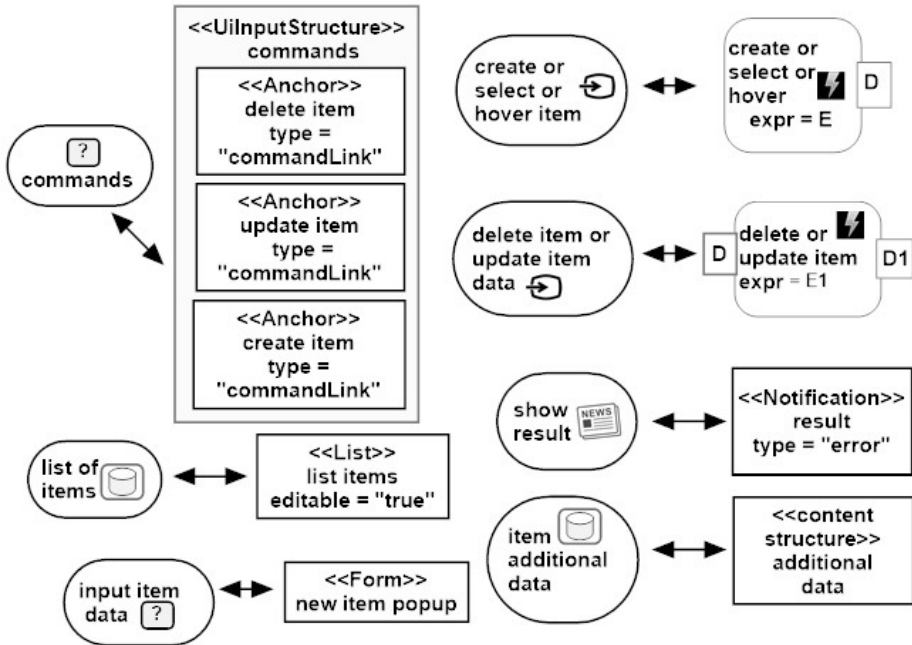 <<UiInputStructure>>
commands
<<Anchor>>
delete item
type =
"commandLink"
<<Anchor>>
update item
type =
"commandLink"
<<Anchor>>
create item
type =
"commandLink"
?
commands
create or
select or
hover item
create or
select or
hover
expr = E
D
delete item or
update item
data
D
delete or
update item
expr = E1
D1
show
result
NEWS
<<Notification>>
result
type = "error"
list of
items
<<List>>
list items
editable = "true"
item
additional
data
<<content
structure>>
additional
data
input item
data ?
<<Form>>
new item popup